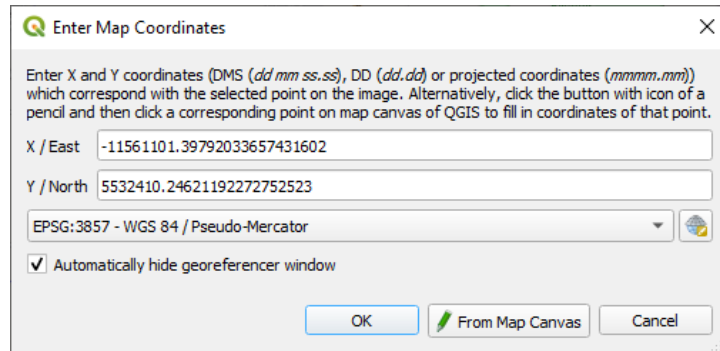 Enter Map Coordinates
Enter X and Y coordinates (DMS (dd mm ss.ss), DD (dd.dd) or projected coordinates (mmmm.mm))
which correspond with the selected point on the image. Alternatively, click the button with icon of a
pencil and then click a corresponding point on map canvas of QGIS to fill in coordinates of that point.
X / East -11561101.39792033657431602
Y / North 5532410.24621192272752523
EPSG:3857 - WGS 84 / Pseudo-Mercator
Automatically hide georeferencer window
OK From Map Canvas Cancel